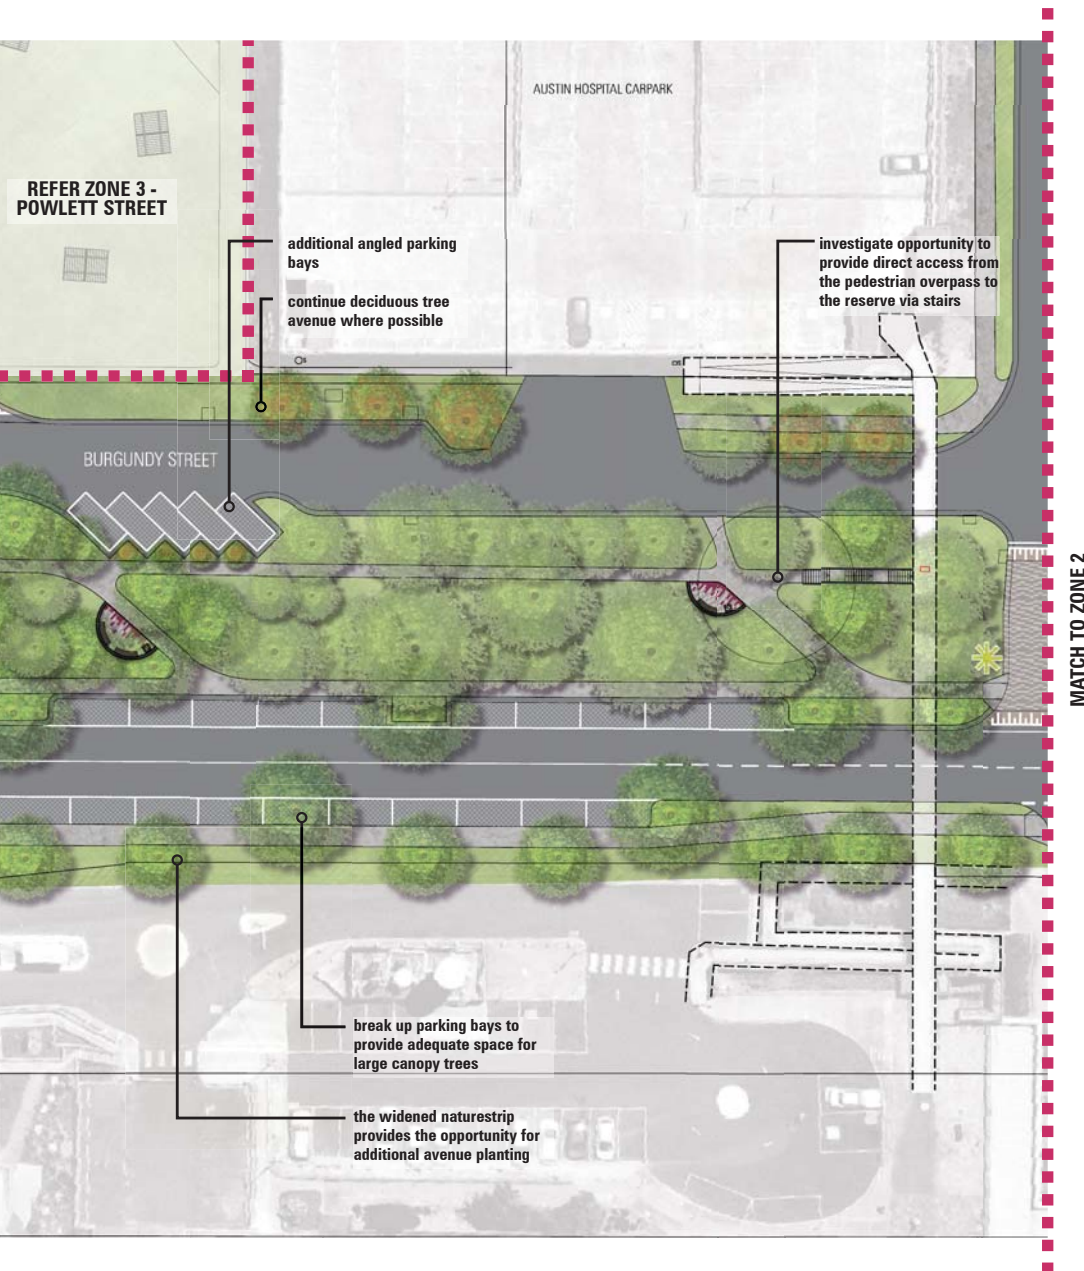 AUSTIN HOSPITAL CARPARK
REFER ZONE 3 -
POWLETT STREET
additional angled parking
bays
continue deciduous tree
avenue where possible
investigate opportunity to
provide direct access from
the pedestrian overpass to
the reserve via stairs
BURGUNDY STREET
MATCH TO ZONE 2
break up parking bays to
provide adequate space for
large canopy trees
the widened naturestrip
provides the opportunity for
additional avenue planting